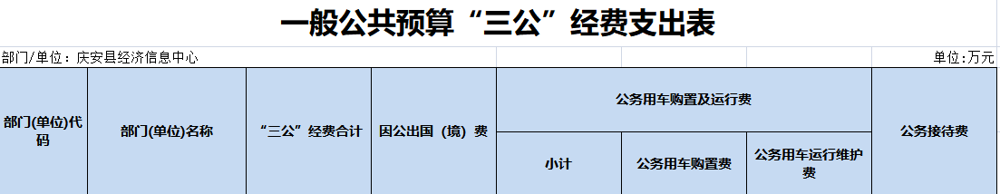 一般公共预算“三公”经费支出表
部门/单位：庆安县经济信息中心
单位:万元
部门(单位)代
码
部门(单位)名称
“三公”经费合计
因公出国（境）费
公务用车购置及运行费
小计
公务用车购置费
公务用车运行维护
费
公务接待费